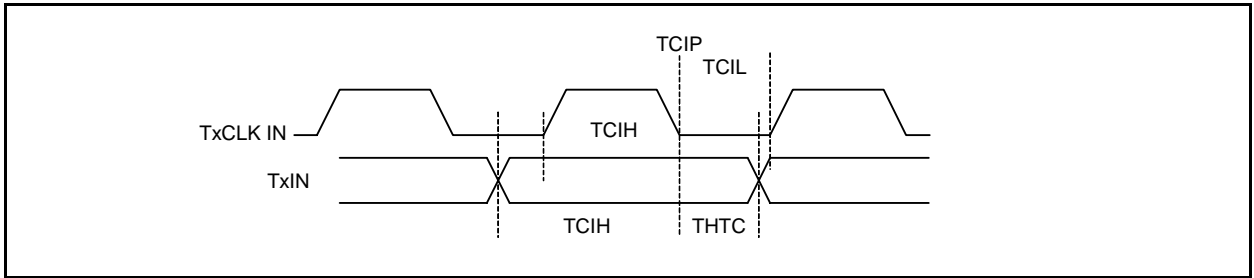 TCIP
TCIL
TxCLK IN
TCIH
TxIN
TCIH
THTC